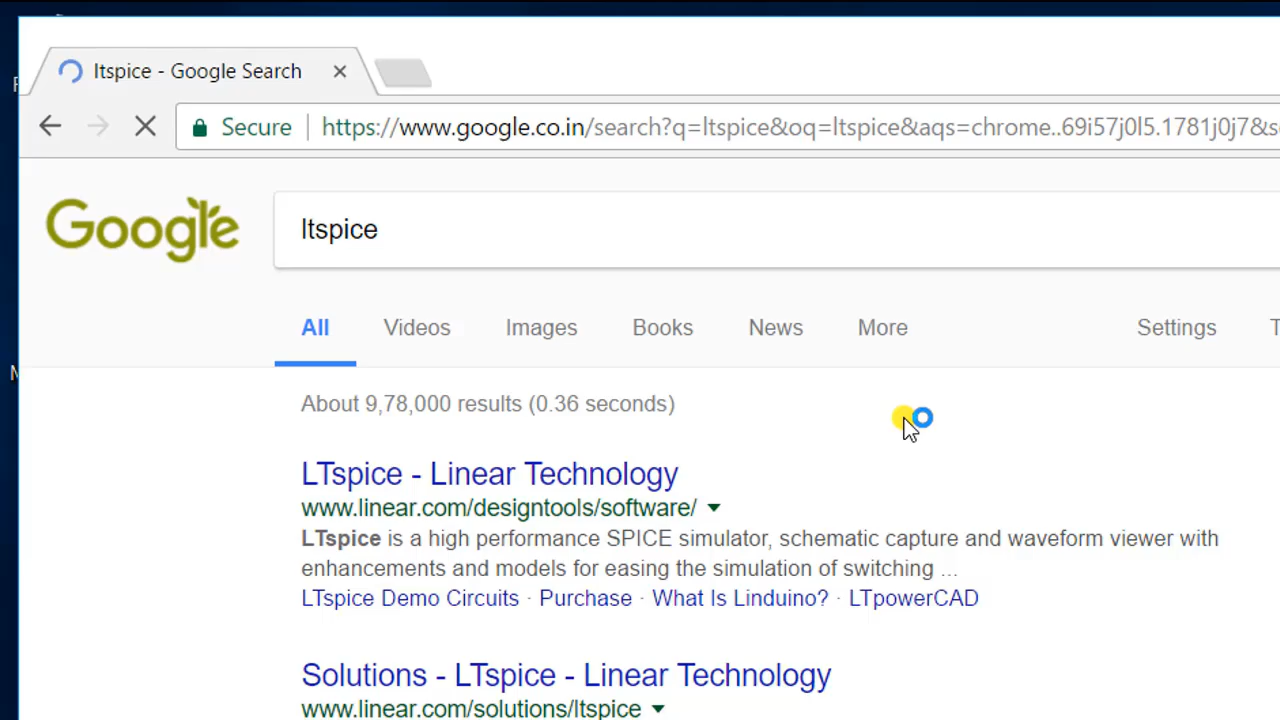 ltspice - Google Search
Secure | https://www.google.co.in/search?q=ltspice&oq=ltspice&aqs=chrome..69i57j0l5.1781j0j7&s
Google
ltspice
All Videos Images Books News More Settings T
About 9,78,000 results (0.36 seconds)
LTspice - Linear Technology
www.linear.com/designtools/software/
LTspice is a high performance SPICE simulator, schematic capture and waveform viewer with
enhancements and models for easing the simulation of switching ...
LTspice Demo Circuits · Purchase · What Is Linduino? · LTpowerCAD
Solutions - LTspice - Linear Technology
www.linear.com/solutions/ltspice